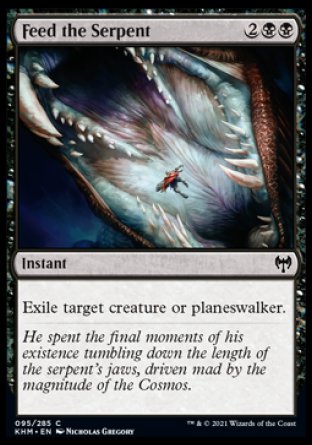 Feed the Serpent 2
Instant
Exile target creature or planeswalker.
He spent the final moments of his
existence tumbling down the length of
the serpent's jaws, driven mad by the
magnitude of the Cosmos.
095/285 C
KHM • EN Nicholas Gregory
™ & © 2021 Wizards of the Coast